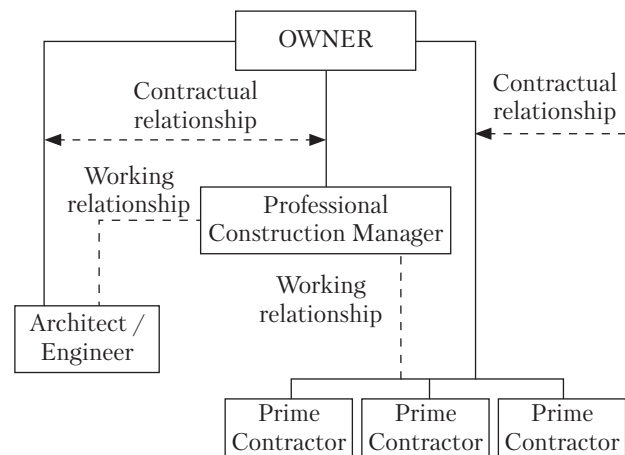 OWNER
Contractual
relationship
Contractual
relationship
Working
relationship
Professional
Construction Manager
Working
relationship
Architect /
Engineer
Prime
Contractor
Prime
Contractor
Prime
Contractor